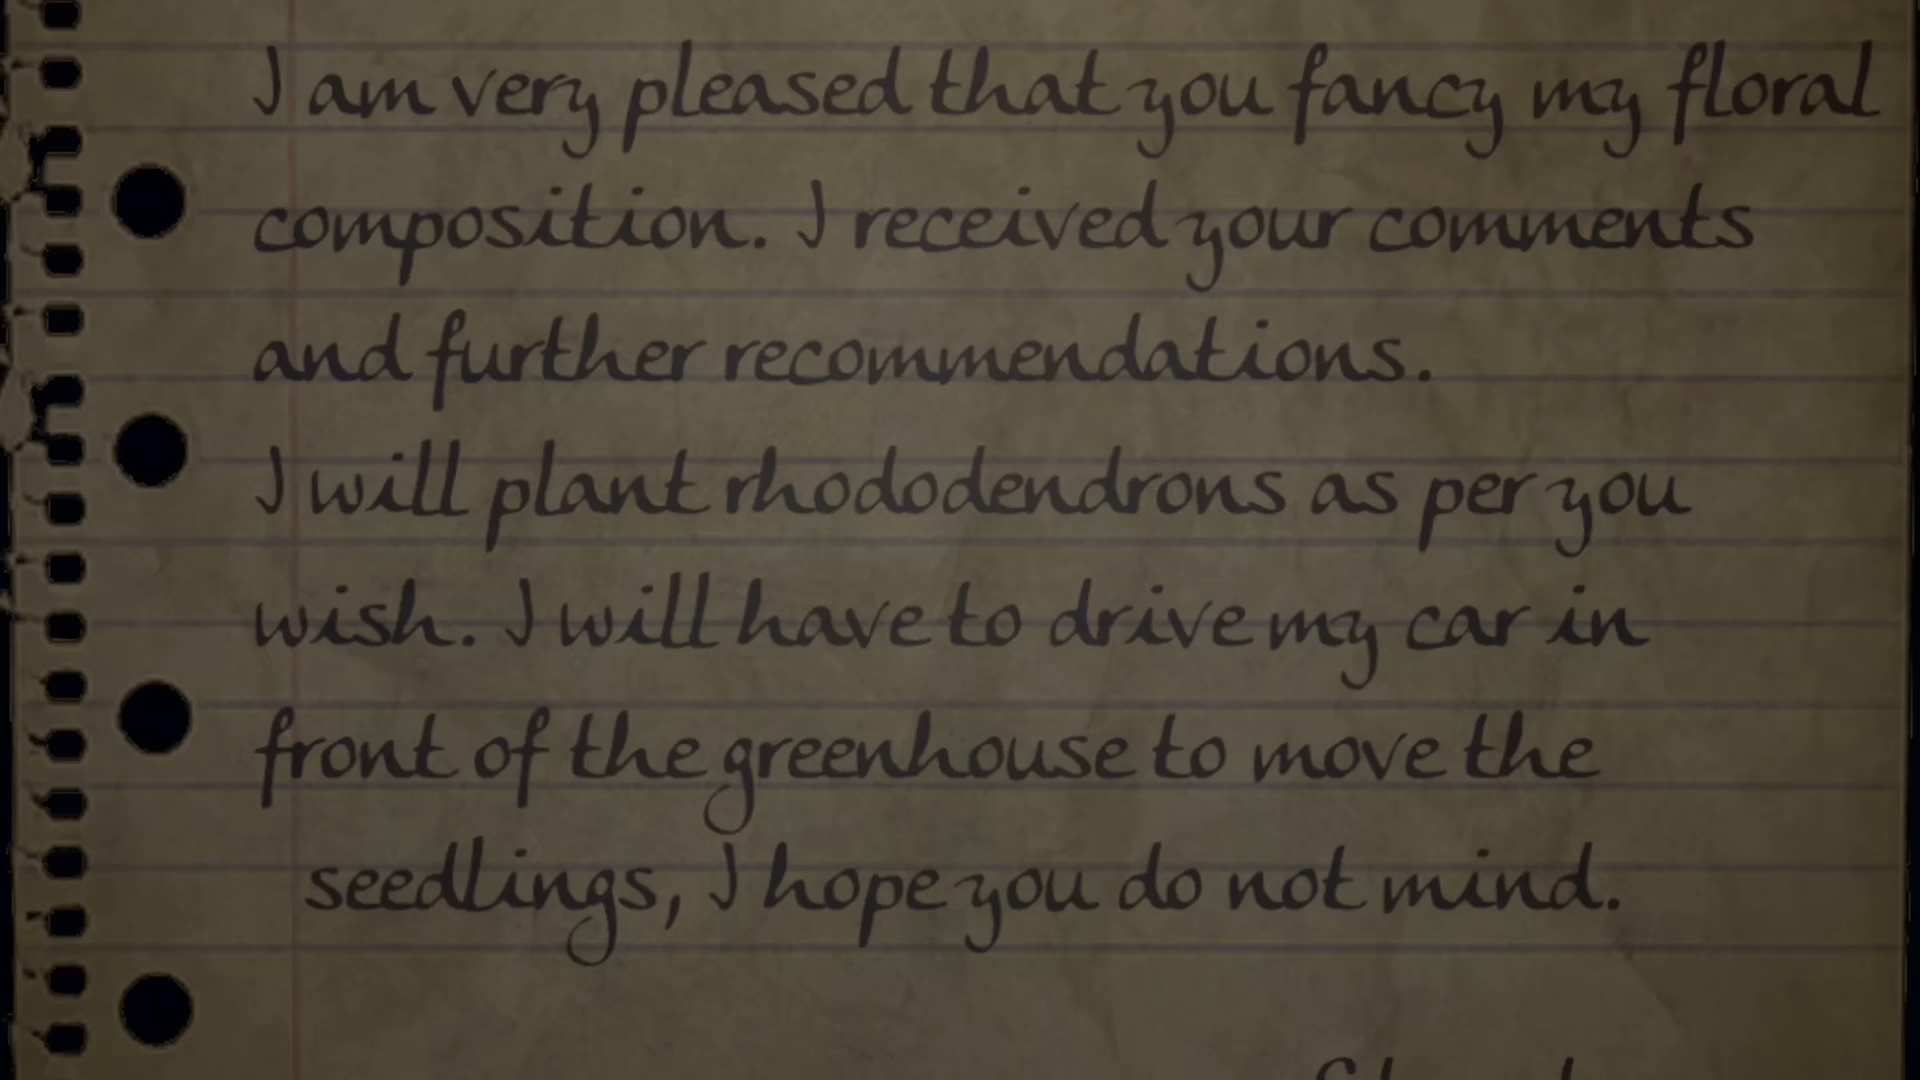 I am very pleased that you fancy my floral
composition. I received your comments
and further recommendations.
I will plant rhododendrons as per you
wish. I will have to drive my car in
front of the greenhouse to move the
seedlings, I hope you do not mind.